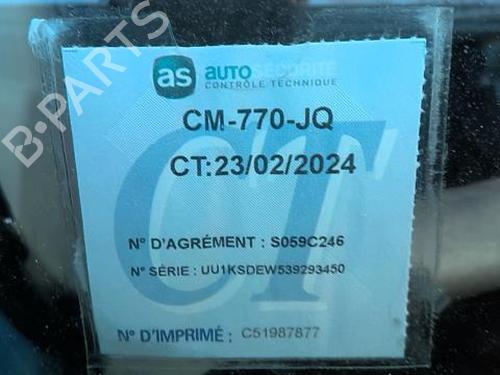 B-PARTS
as AUTO SÉCURITÉ
CONTRÔLE TECHNIQUE
CM-770-JQ
CT:23/02/2024
CT
N° D'AGRÉMENT : S059C246
N° SÉRIE : UU1KSDEW539293450
N° D'IMPRIMÉ : C51987877